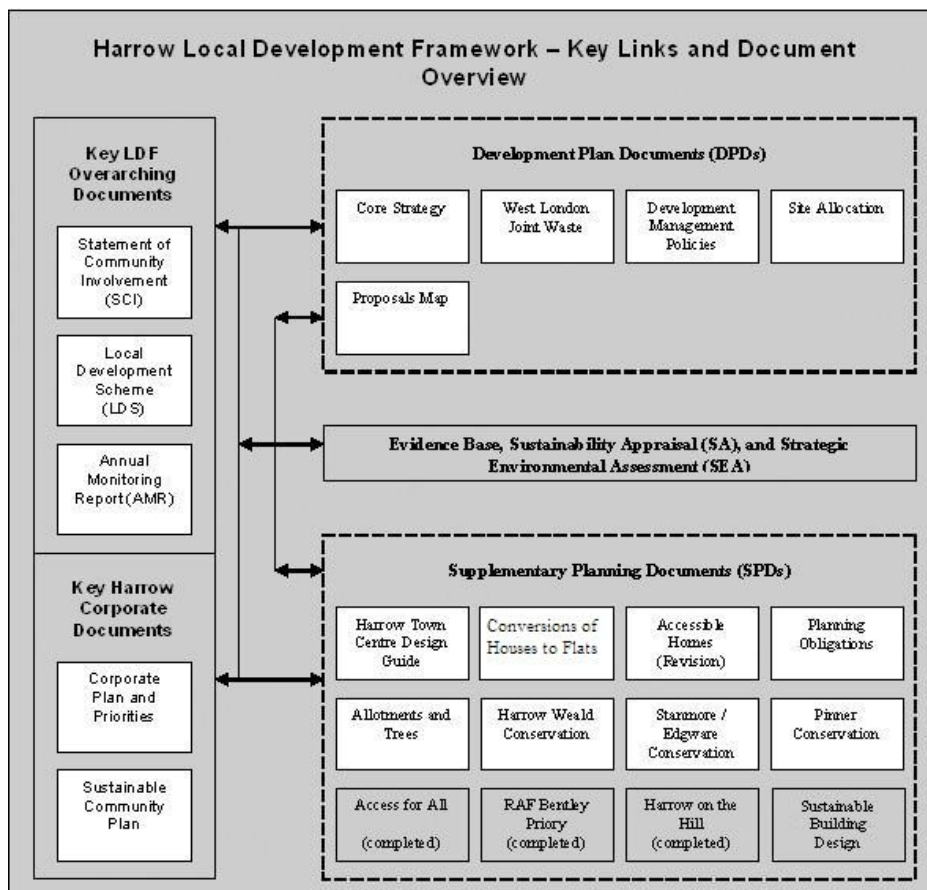 Harrow Local Development Framework – Key Links and Document
Overview
Key LDF
Overarching
Documents
Statement of
Community
Involvement
(SCI)
Local
Development
Scheme
(LDS)
Annual
Monitoring
Report (AMR)
Key Harrow
Corporate
Documents
Corporate
Plan and
Priorities
Sustainable
Community
Plan
Development Plan Documents (DPDs)
Core Strategy
West London
Joint Waste
Development
Management
Policies
Site Allocation
Proposals Map
Evidence Base, Sustainability Appraisal (SA), and Strategic
Environmental Assessment (SEA)
Supplementary Planning Documents (SPDs)
Harrow Town
Centre Design
Guide
Conversions of
Houses to Flats
Accessible
Homes
(Revision)
Planning
Obligations
Allotments and
Trees
Harrow Weald
Conservation
Stanmore /
Edgware
Conservation
Pinner
Conservation
Access for All
(completed)
RAF Bentley
Priory
(completed)
Harrow on the
Hill
(completed)
Sustainable
Building
Design